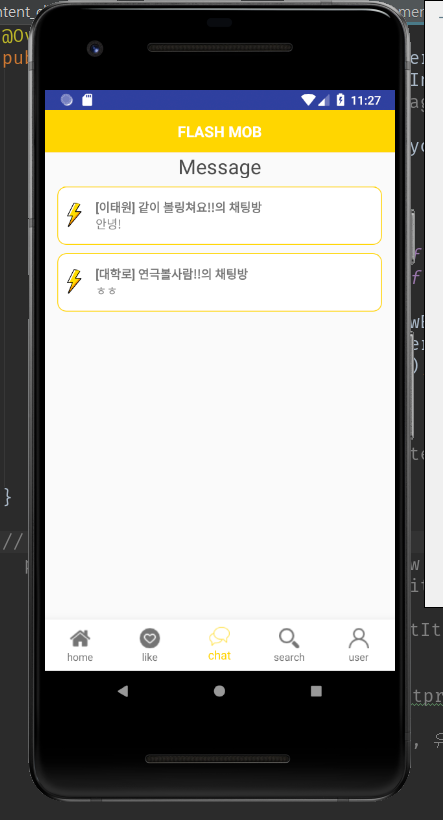 @Ov
pub
11:27
FLASH MOB
Message
[이태원] 같이 볼링쳐요!!의 채팅방
안녕!
[대학로] 연극볼사람!!의 채팅방
ㅎㅎ
}
//
home
like
chat
search
user